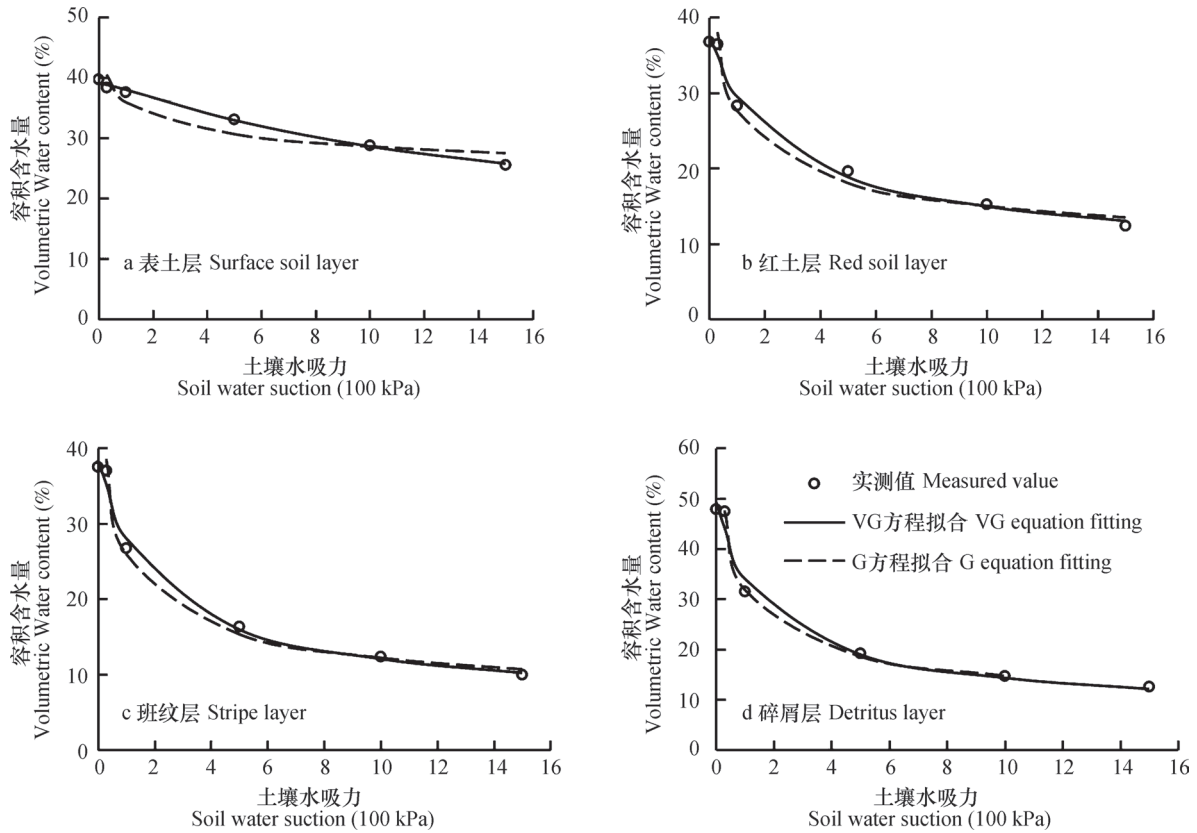 50
40
30
20
10
0
容积含水量
Volumetric Water content (%)
a 表土层 Surface soil layer
0 2 4 6 8 10 12 14 16
土壤水吸力
Soil water suction (100 kPa)
40
30
20
10
0
容积含水量
Volumetric Water content (%)
b 红土层 Red soil layer
0 2 4 6 8 10 12 14 16
土壤水吸力
Soil water suction (100 kPa)
40
30
20
10
0
容积含水量
Volumetric Water content (%)
c 班纹层 Stripe layer
0 2 4 6 8 10 12 14 16
土壤水吸力
Soil water suction (100 kPa)
60
50
40
30
20
10
0
容积含水量
Volumetric Water content (%)
实测值 Measured value
VG方程拟合 VG equation fitting
G方程拟合 G equation fitting
d 碎屑层 Detritus layer
0 2 4 6 8 10 12 14 16
土壤水吸力
Soil water suction (100 kPa)